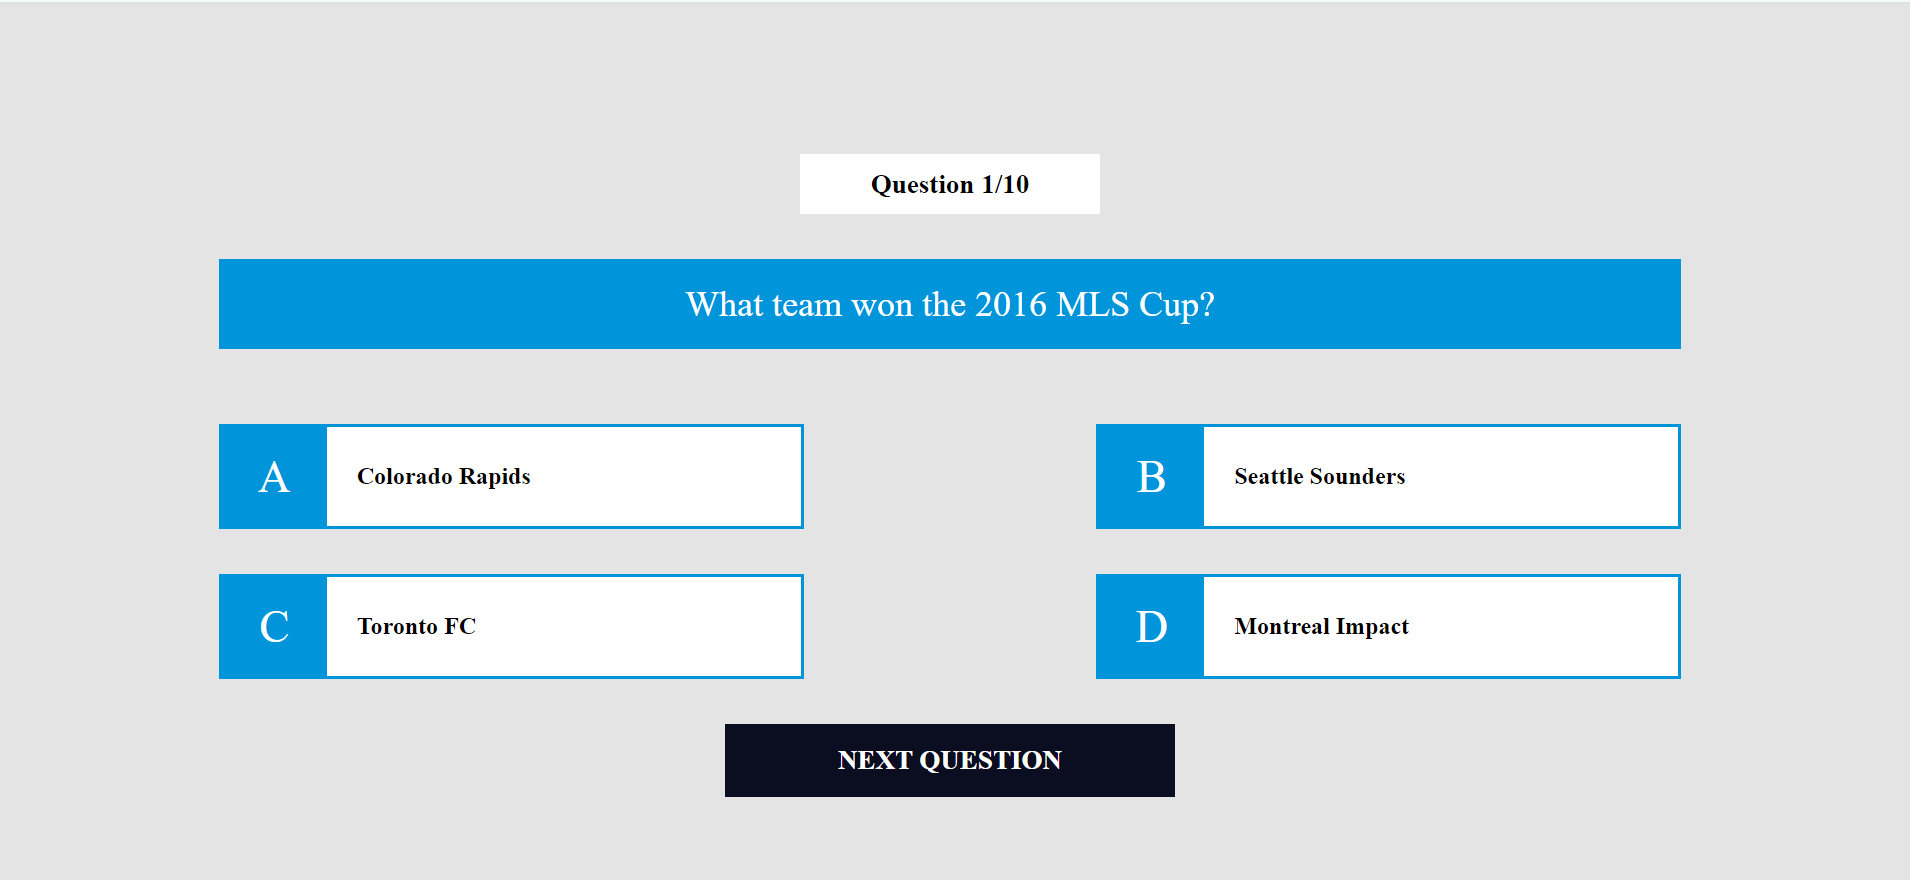 Question 1/10
What team won the 2016 MLS Cup?
A
Colorado Rapids
B
Seattle Sounders
C
Toronto FC
D
Montreal Impact
NEXT QUESTION